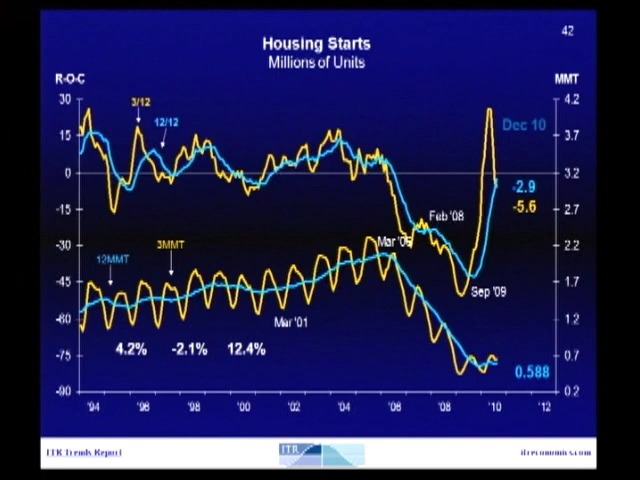 42
Housing Starts
Millions of Units
R-O-C
MMT
30
15
0
-15
-30
-45
-60
-75
-90
4.2
3.7
3.2
2.7
2.2
1.7
1.2
0.7
0.2
3/12
12/12
Dec 10
-2.9
-5.6
Feb '08
Sep '09
12MMT
3MMT
Mar '01
4.2%
-2.1%
12.4%
0.588
'94
'96
'98
'00
'02
'04
'06
'10
'12
ITR Trends Report
ITR
itreconomics.com